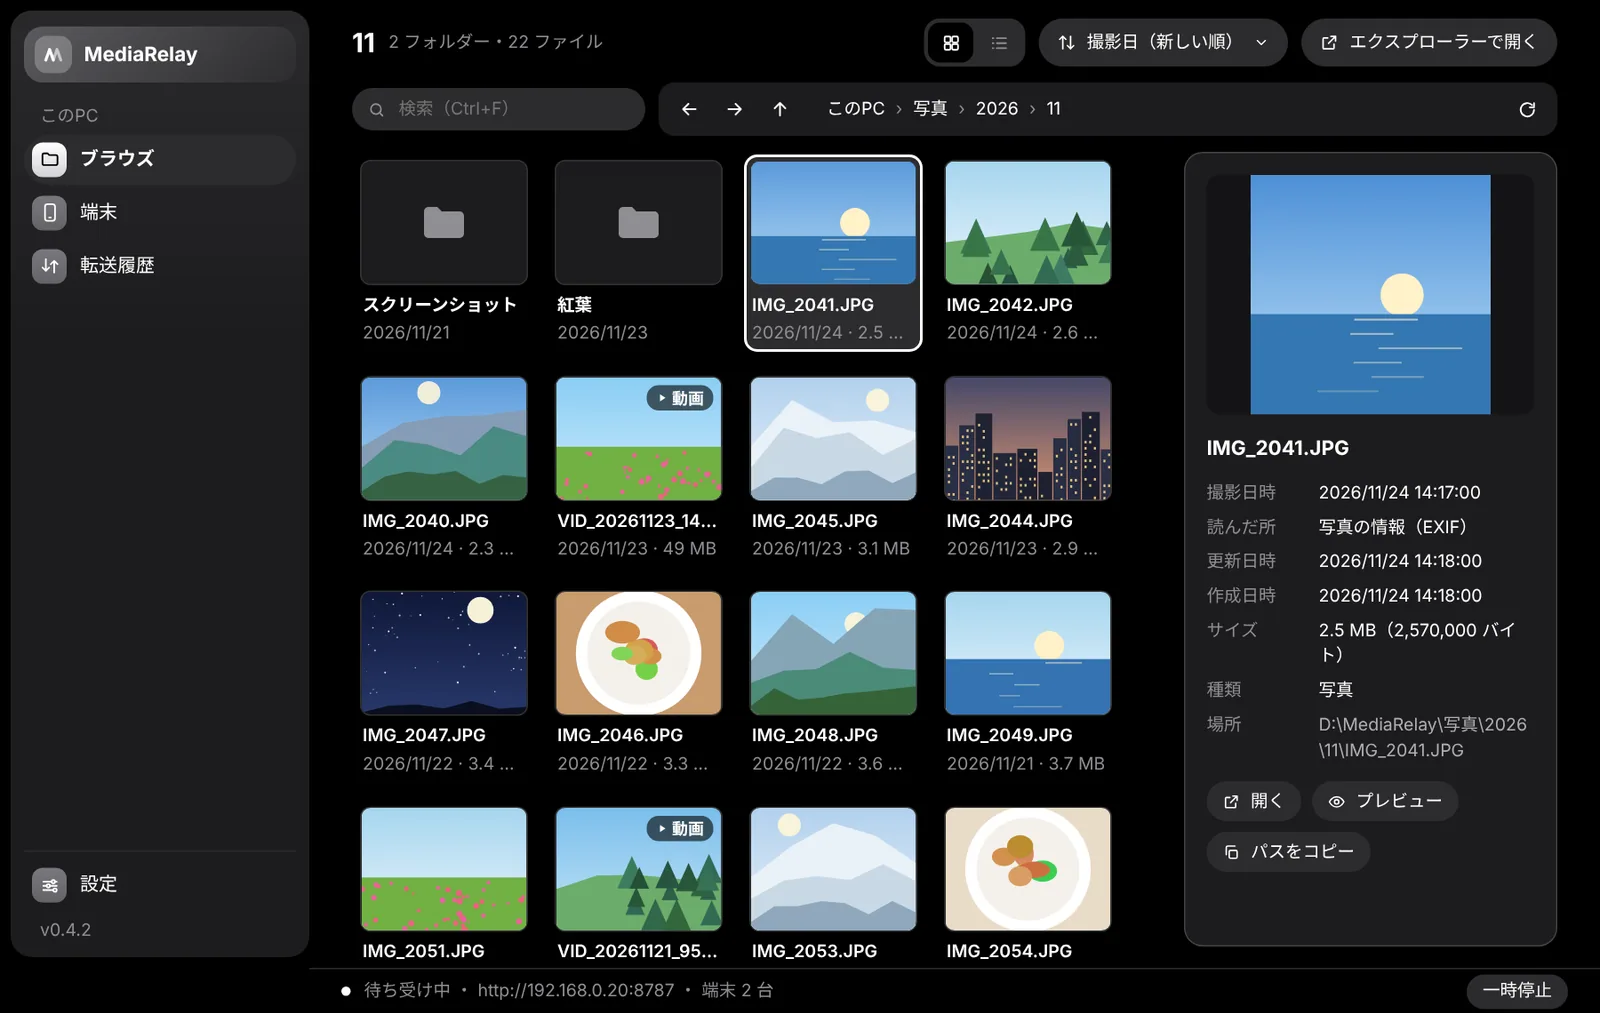 MediaRelay
このPC
ブラウズ
端末
転送履歴
設定
v0.4.2
11 2 フォルダー・22 ファイル
撮影日（新しい順）
エクスプローラーで開く
検索（Ctrl+F）
このPC › 写真 › 2026 › 11
スクリーンショット
2026/11/21
紅葉
2026/11/23
IMG_2041.JPG
2026/11/24 · 2.5 ...
IMG_2042.JPG
2026/11/24 · 2.6 ...
IMG_2040.JPG
2026/11/24 · 2.3 ...
動画
VID_20261123_14...
2026/11/23 · 49 MB
IMG_2045.JPG
2026/11/23 · 3.1 MB
IMG_2044.JPG
2026/11/23 · 2.9 ...
IMG_2047.JPG
2026/11/22 · 3.4 ...
IMG_2046.JPG
2026/11/22 · 3.3 ...
IMG_2048.JPG
2026/11/22 · 3.6 ...
IMG_2049.JPG
2026/11/21 · 3.7 MB
IMG_2051.JPG
動画
VID_20261121_95...
IMG_2053.JPG
IMG_2054.JPG
IMG_2041.JPG
撮影日時 2026/11/24 14:17:00
読んだ所 写真の情報（EXIF）
更新日時 2026/11/24 14:18:00
作成日時 2026/11/24 14:18:00
サイズ 2.5 MB（2,570,000 バイ
ト）
種類 写真
場所 D:\MediaRelay\写真\2026
\11\IMG_2041.JPG
開く
プレビュー
パスをコピー
待ち受け中 ・ http://192.168.0.20:8787 ・ 端末 2 台
一時停止